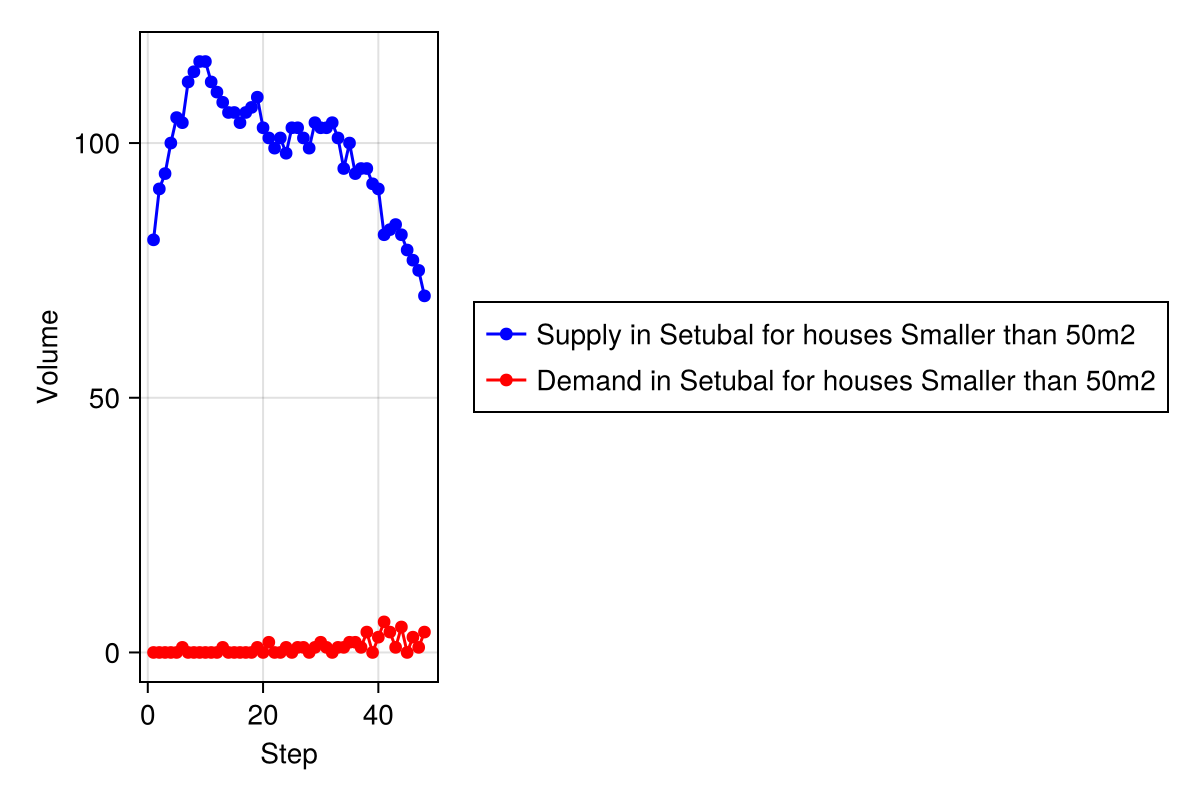 Volume
100
50
0
0 20 40
Step
Supply in Setubal for houses Smaller than 50m2
Demand in Setubal for houses Smaller than 50m2